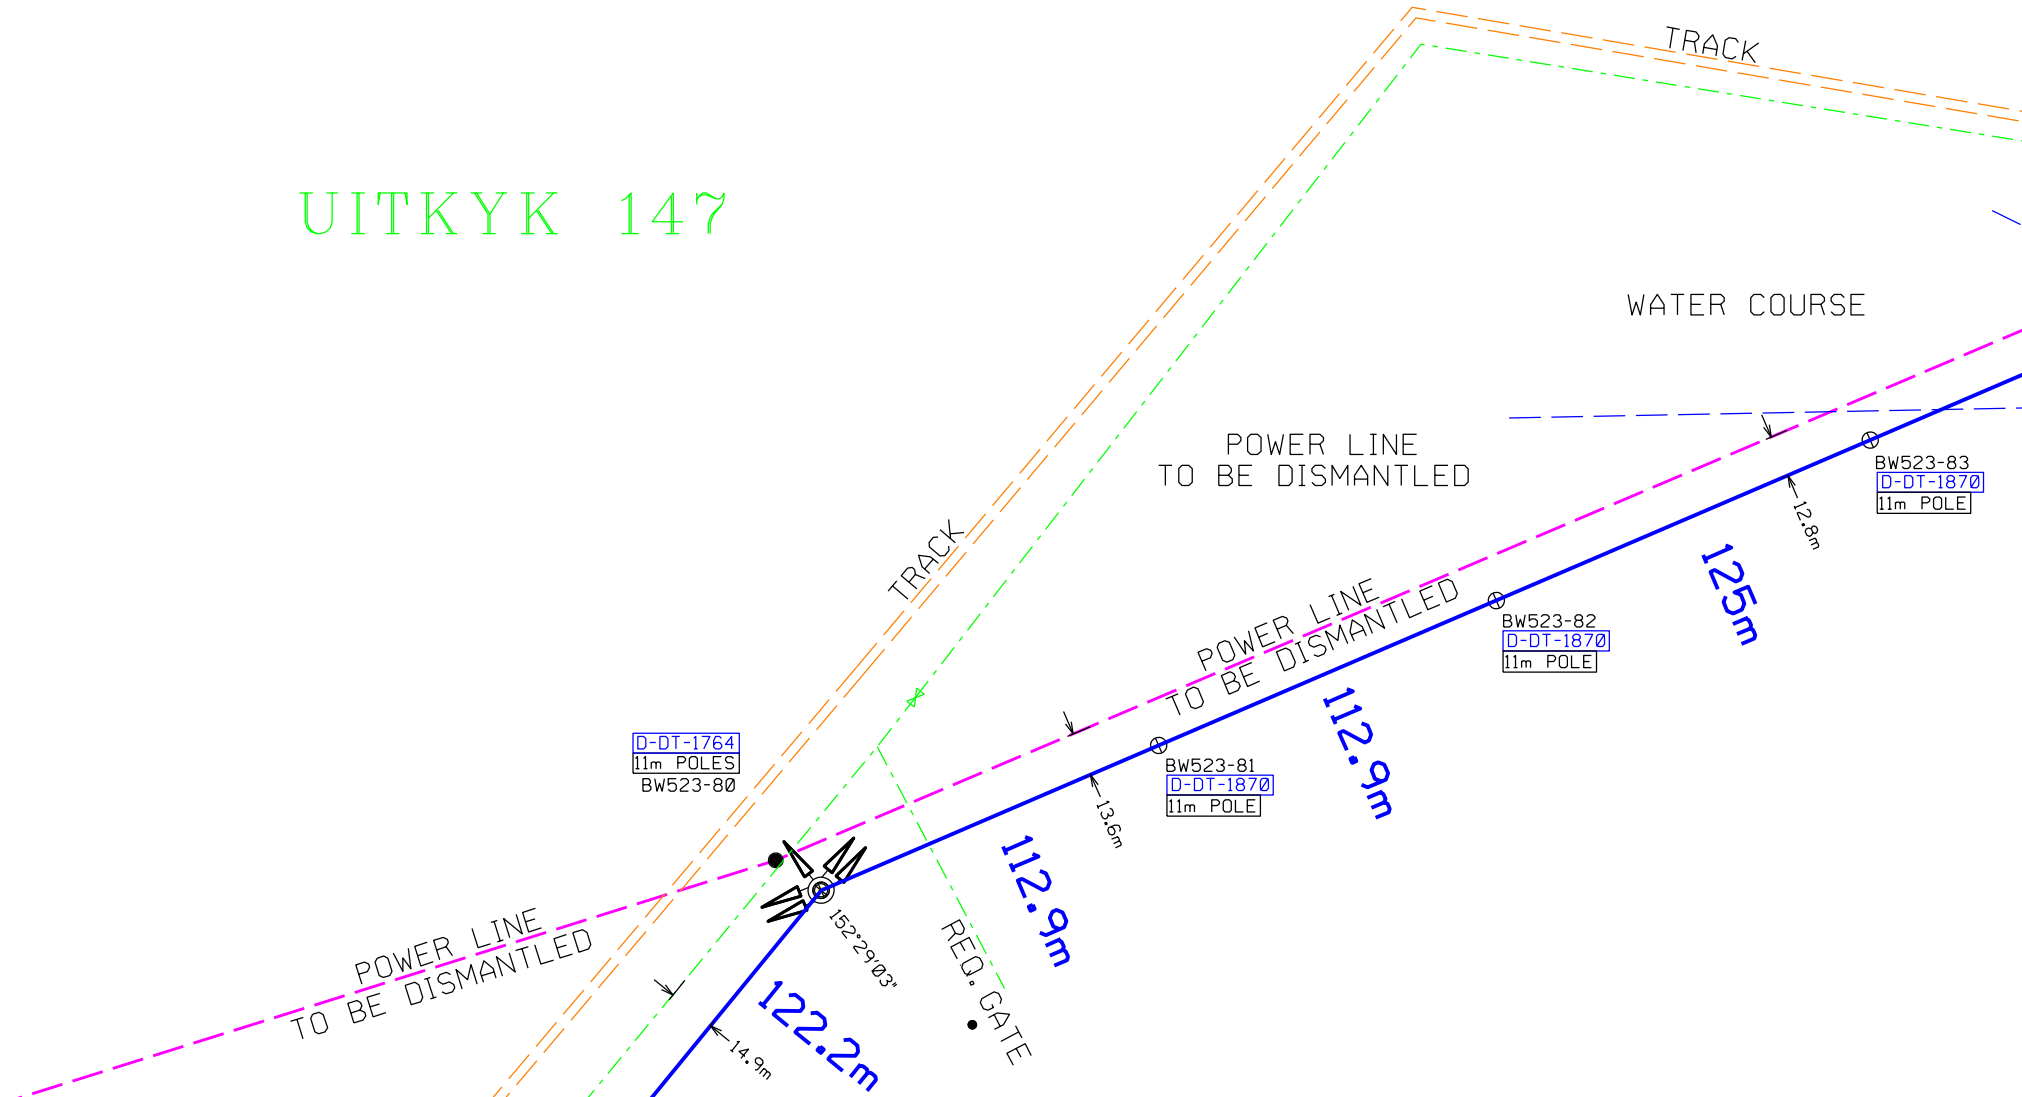 TRACK
UITKYK 147
WATER COURSE
POWER LINE
TO BE DISMANTLED
BW523-83
D-DT-1870
11m POLE
12.8m
125m
TRACK
POWER LINE
TO BE DISMANTLED
BW523-82
D-DT-1870
11m POLE
112.9m
D-DT-1764
11m POLES
BW523-80
BW523-81
D-DT-1870
11m POLE
13.6m
112.9m
152°29'03"
REQ. GATE
POWER LINE
TO BE DISMANTLED
122.2m
14.9m